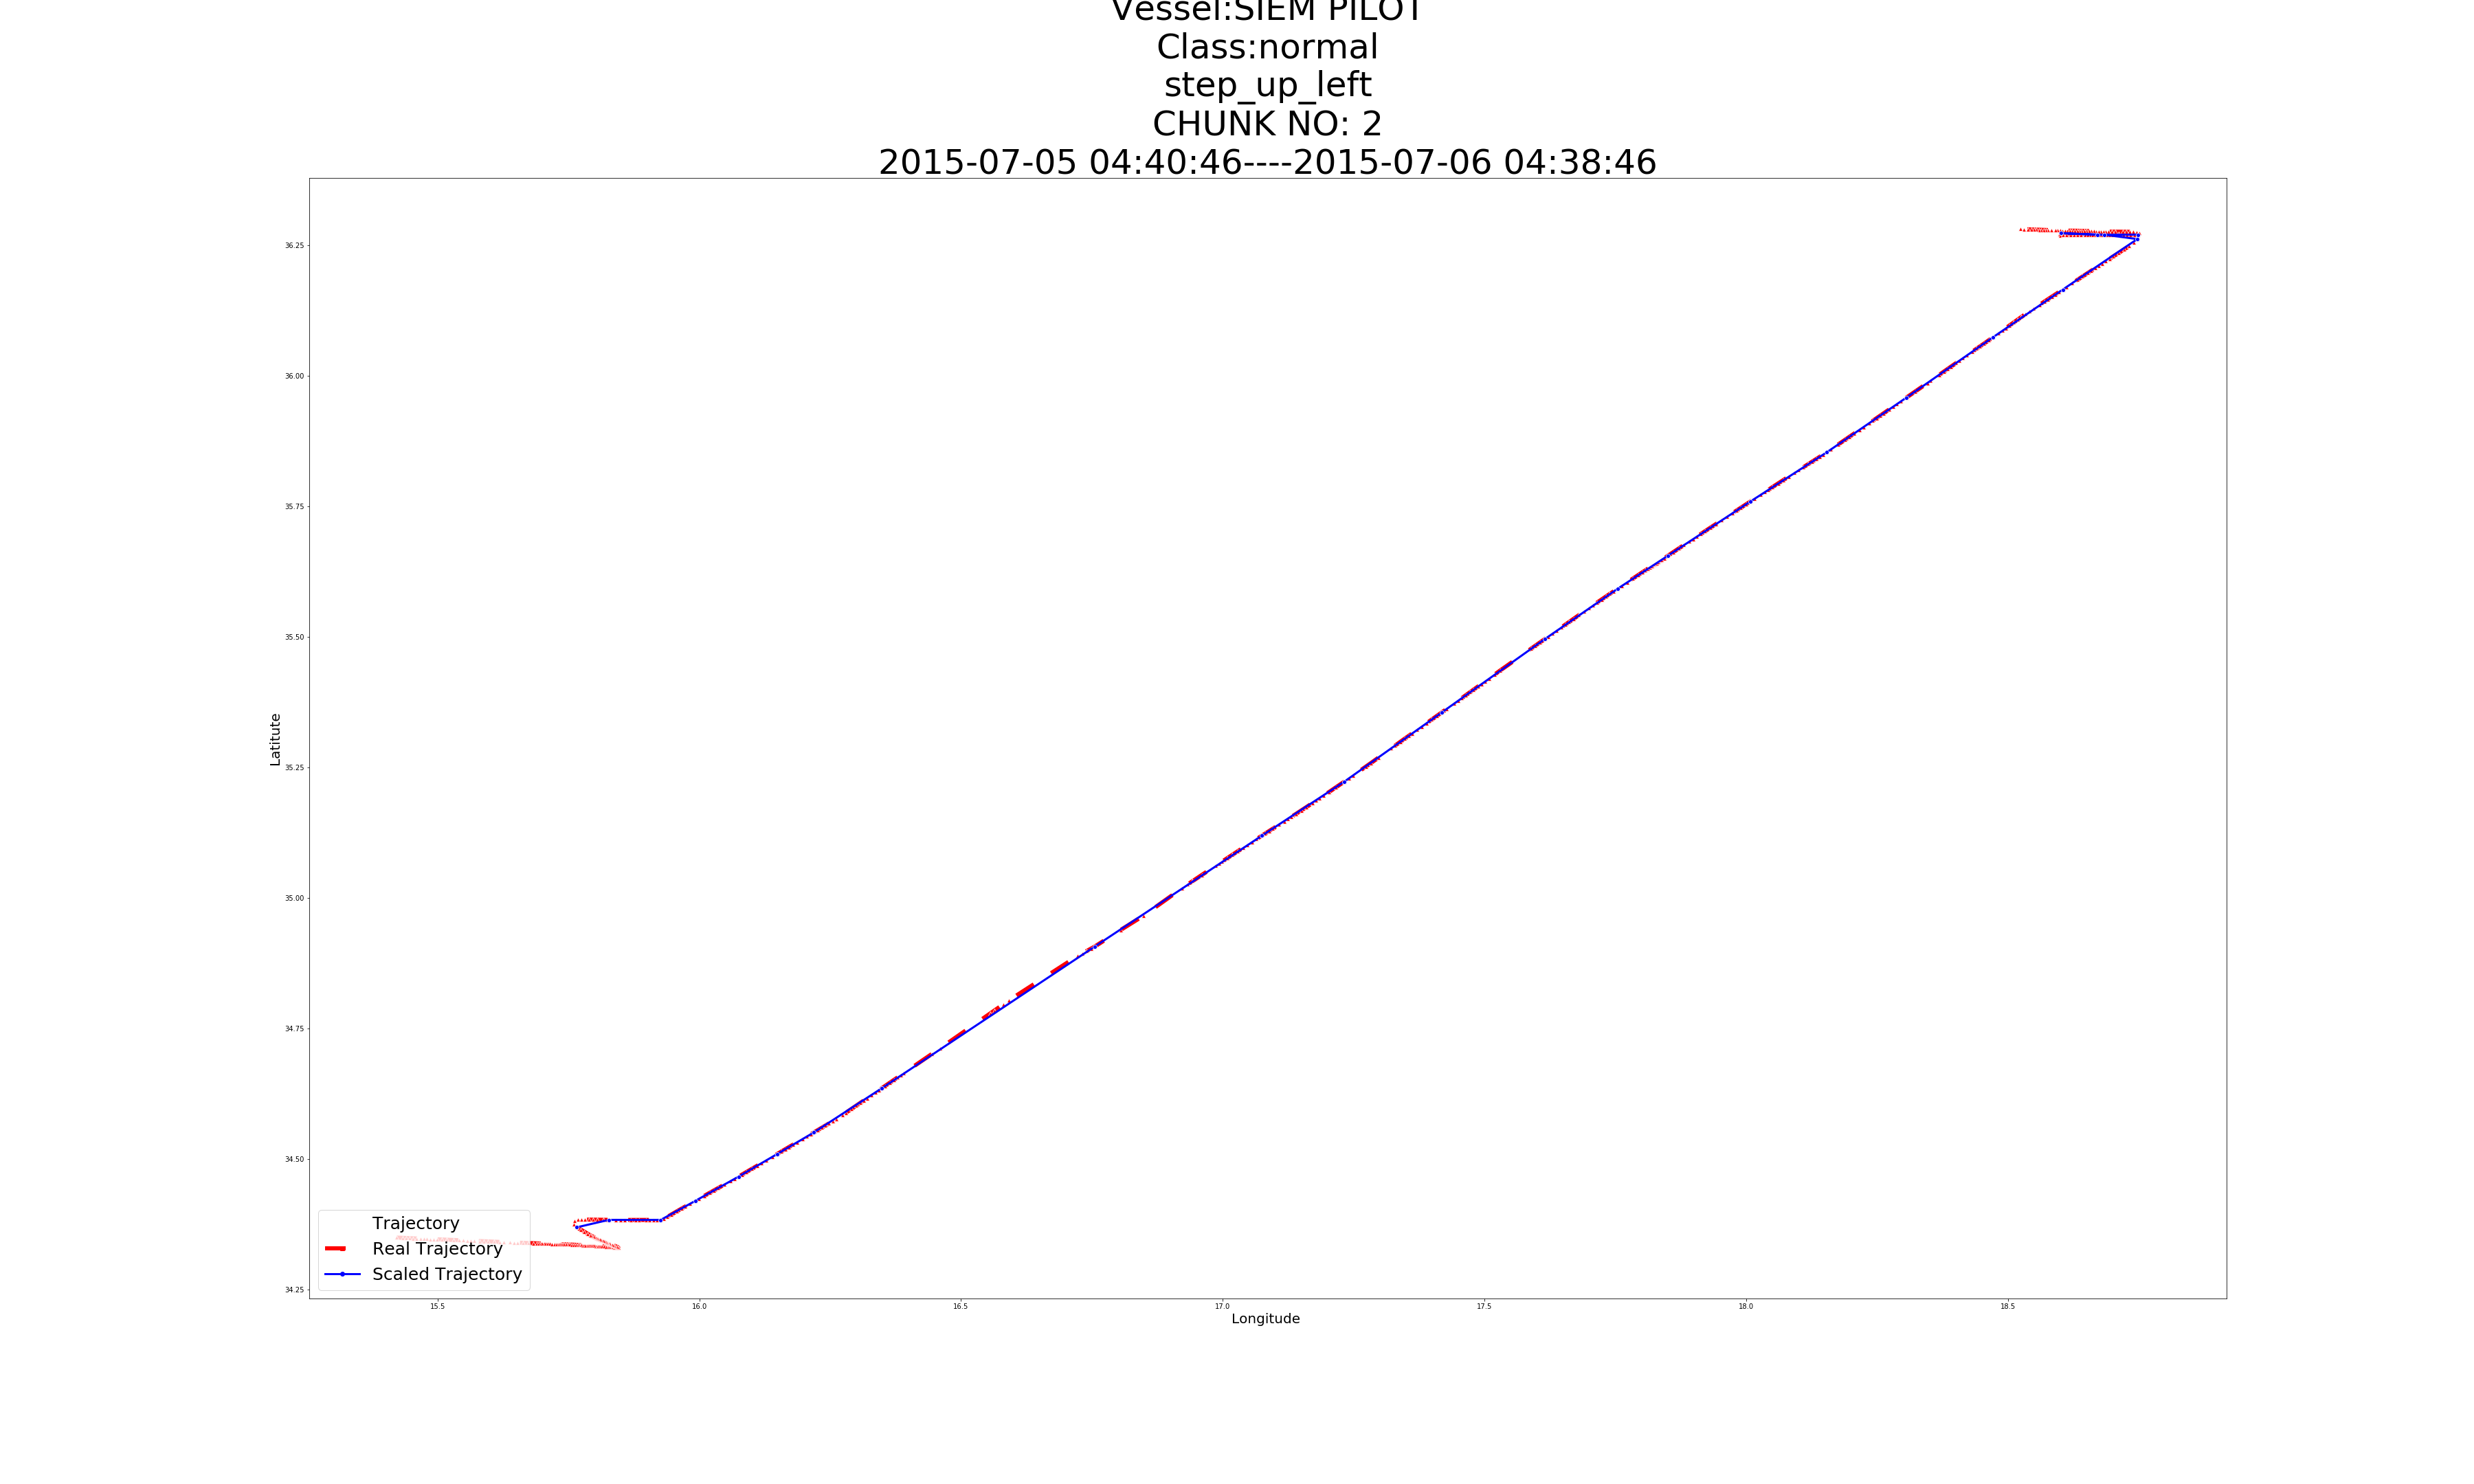 Vessel:SIEM PILOT
Class:normal
step_up_left
CHUNK NO: 2
2015-07-05 04:40:46----2015-07-06 04:38:46
36.25
36.00
35.75
35.50
35.25
35.00
34.75
34.50
34.25
Latitute
Trajectory
Real Trajectory
Scaled Trajectory
15.5
16.0
16.5
17.0
17.5
18.0
18.5
Longitude